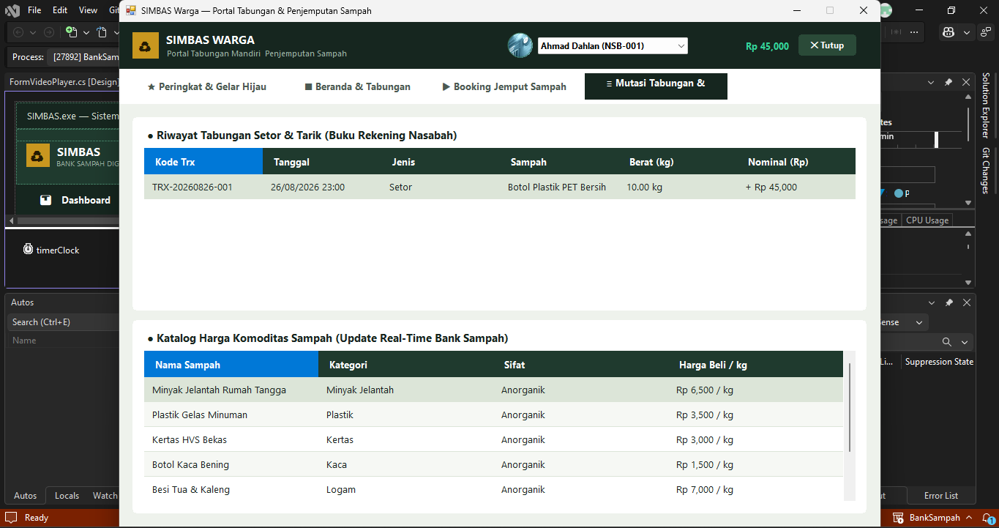 File Edit View Git
SIMBAS Warga — Portal Tabungan & Penjemputan Sampah
Process: [27892] BankSam
SIMBAS WARGA
Portal Tabungan Mandiri Penjemputan Sampah
Ahmad Dahlan (NSB-001)
Rp 45,000
✕ Tutup
FormVideoPlayer.cs [Design]
★ Peringkat & Gelar Hijau
■ Beranda & Tabungan
▶ Booking Jemput Sampah
≡ Mutasi Tabungan &
SIMBAS.exe — Sistem
SIMBAS
BANK SAMPAH DIG
Dashboard
timerClock
● Riwayat Tabungan Setor & Tarik (Buku Rekening Nasabah)
Kode Trx Tanggal Jenis Sampah Berat (kg) Nominal (Rp)
TRX-20260826-001 26/08/2026 23:00 Setor Botol Plastik PET Bersih 10.00 kg + Rp 45,000
● Katalog Harga Komoditas Sampah (Update Real-Time Bank Sampah)
Nama Sampah Kategori Sifat Harga Beli / kg
Minyak Jelantah Rumah Tangga Minyak Jelantah Anorganik Rp 6,500 / kg
Plastik Gelas Minuman Plastik Anorganik Rp 3,500 / kg
Kertas HVS Bekas Kertas Anorganik Rp 3,000 / kg
Botol Kaca Bening Kaca Anorganik Rp 1,500 / kg
Besi Tua & Kaleng Logam Anorganik Rp 7,000 / kg
Autos
Search (Ctrl+E)
Name
Autos Locals Watch
Ready
Solution Explorer
Git Changes
tes
min
P
sage CPU Usage
ense
Li... Suppression State
ut Error List
BankSampah
1